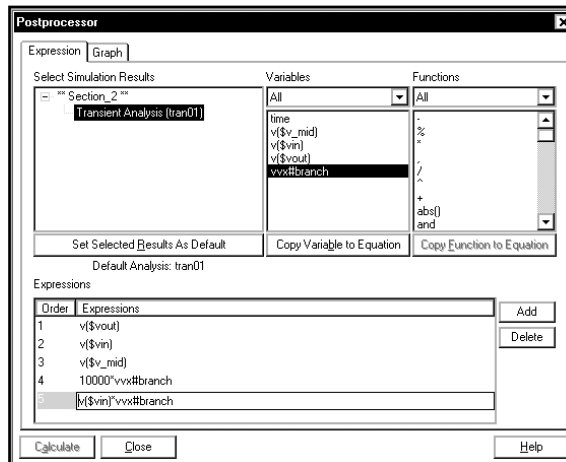 Postprocessor
Expression Graph
Select Simulation Results Variables Functions
All All
** Section_2 **
Transient Analysis (tran01)
time
v($v_mid)
v($vin)
v($vout)
vvx#branch
-
%
*
,
/
^
+
abs()
and
Set Selected Results As Default Copy Variable to Equation Copy Function to Equation
Default Analysis: tran01
Expressions
Order Expressions
1 v($vout)
2 v($vin)
3 v($v_mid)
4 10000*vvx#branch
5 v($vin)*vvx#branch
Add
Delete
Calculate Close Help